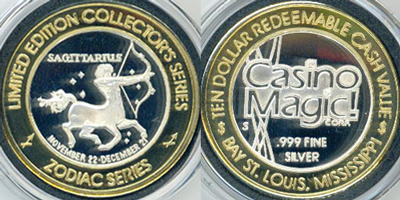 LIMITED EDITION COLLECTOR'S SERIES
SAGITTARIUS
NOVEMBER 22-DECEMBER 21
ZODIAC SERIES
TEN DOLLAR REDEEMABLE CASH VALUE
Casino
Magic!
.com
S
.999 FINE
SILVER
$ BAY ST. LOUIS, MISSISSIPPI $